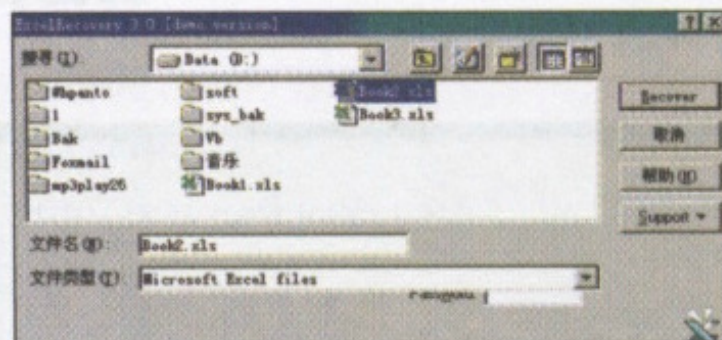 ExcelRecovery 3.0 [demo version]
搜寻(I): Data (D:)
#hpanto soft Book2.xls
1 sys_bak Book3.xls
Bak Vb
Foxmail 音乐
mp3play26 Book1.xls
Recover
取消
帮助(H)
Support
文件名(N): Book2.xls
文件类型(T): Microsoft Excel files
Password